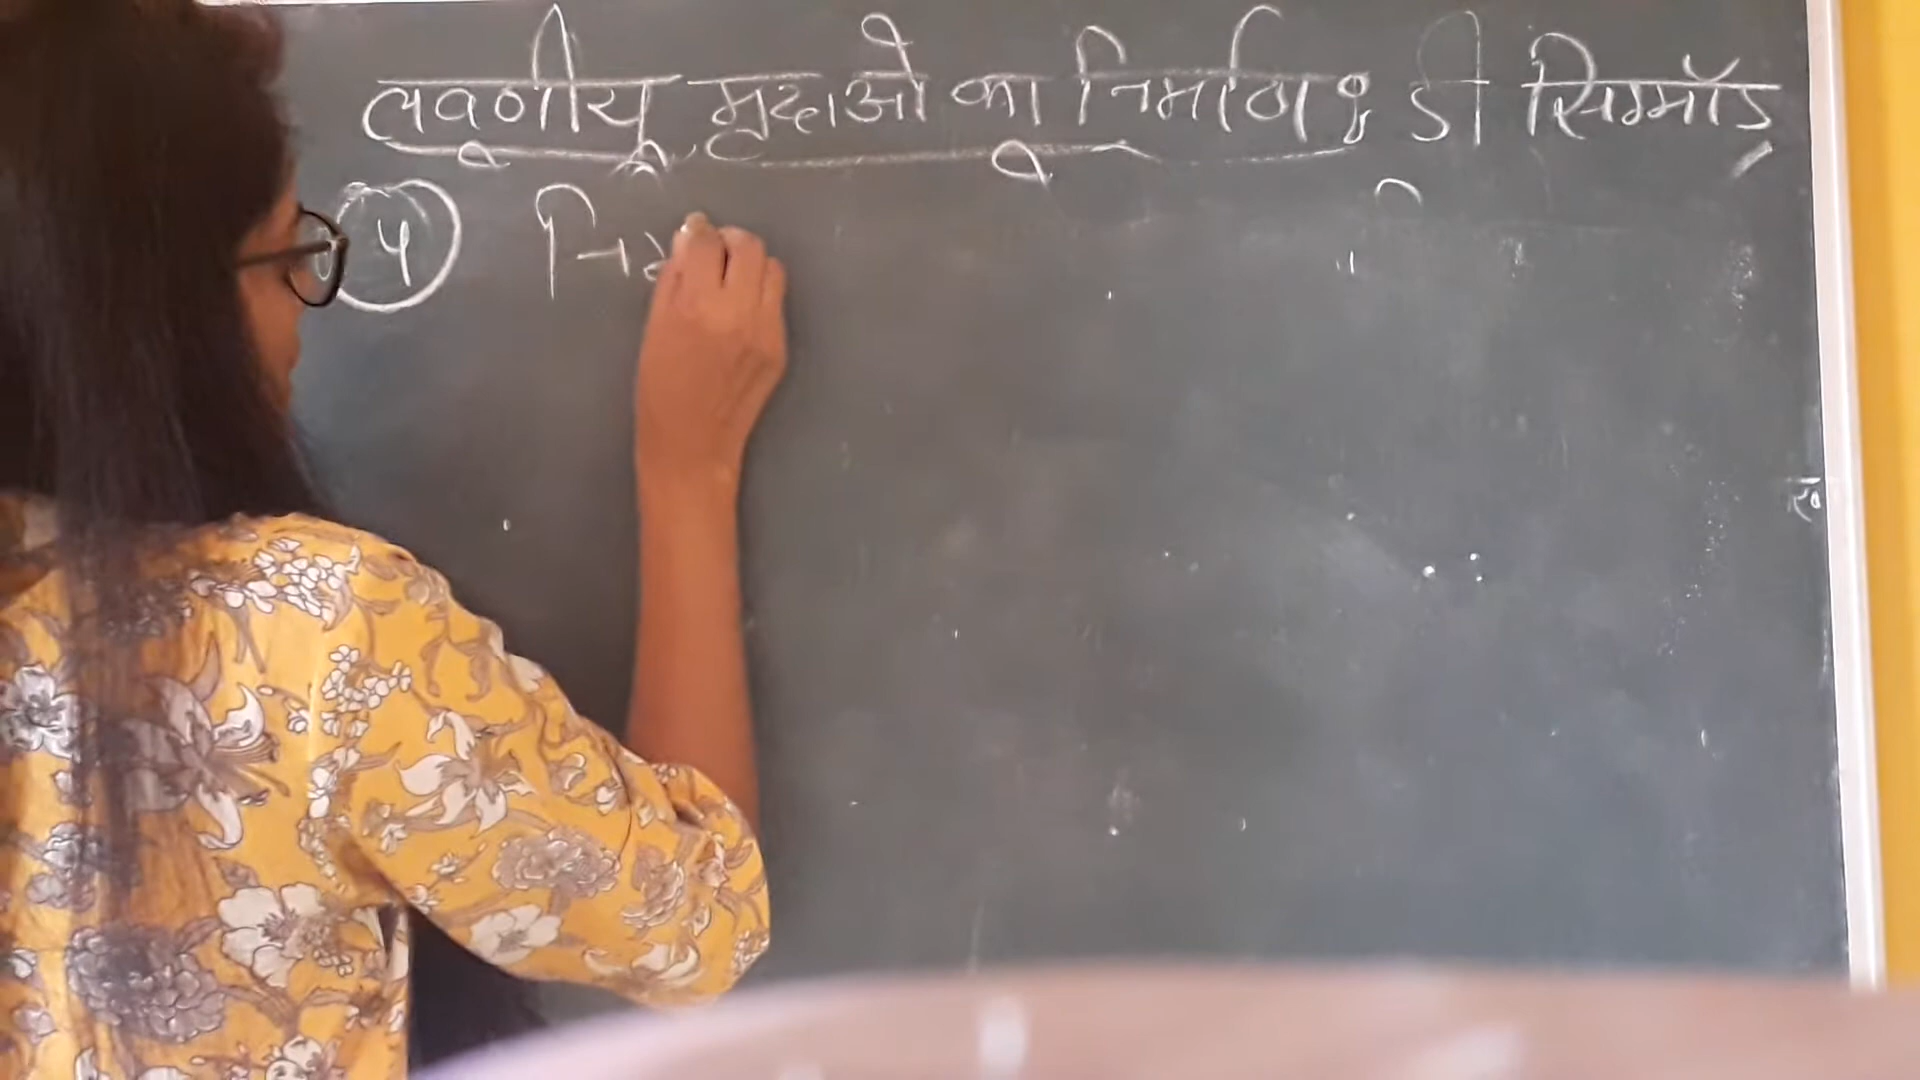 लवणीय मृदाओ का निर्माण : डी सिग्मॉड
५ नि